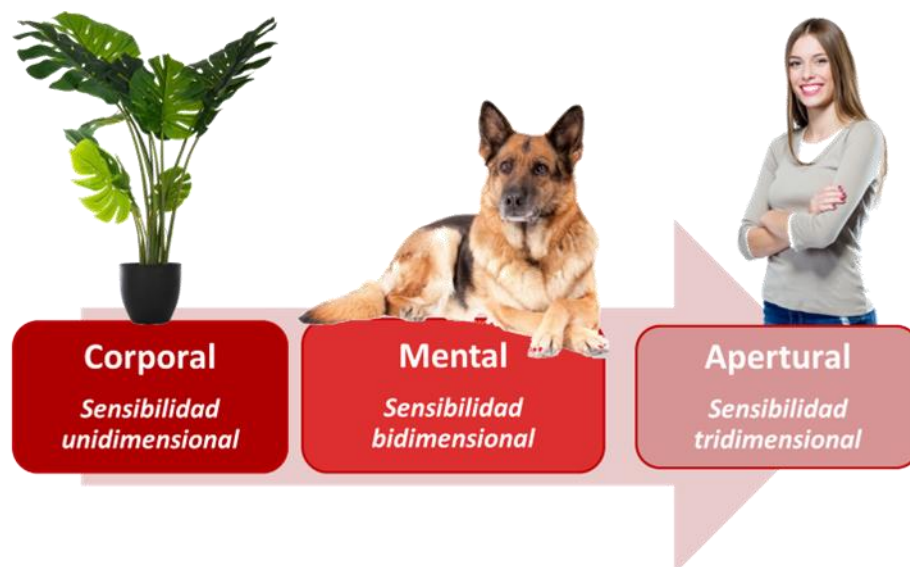 Corporal
Sensibilidad
unidimensional
Mental
Sensibilidad
bidimensional
Apertural
Sensibilidad
tridimensional